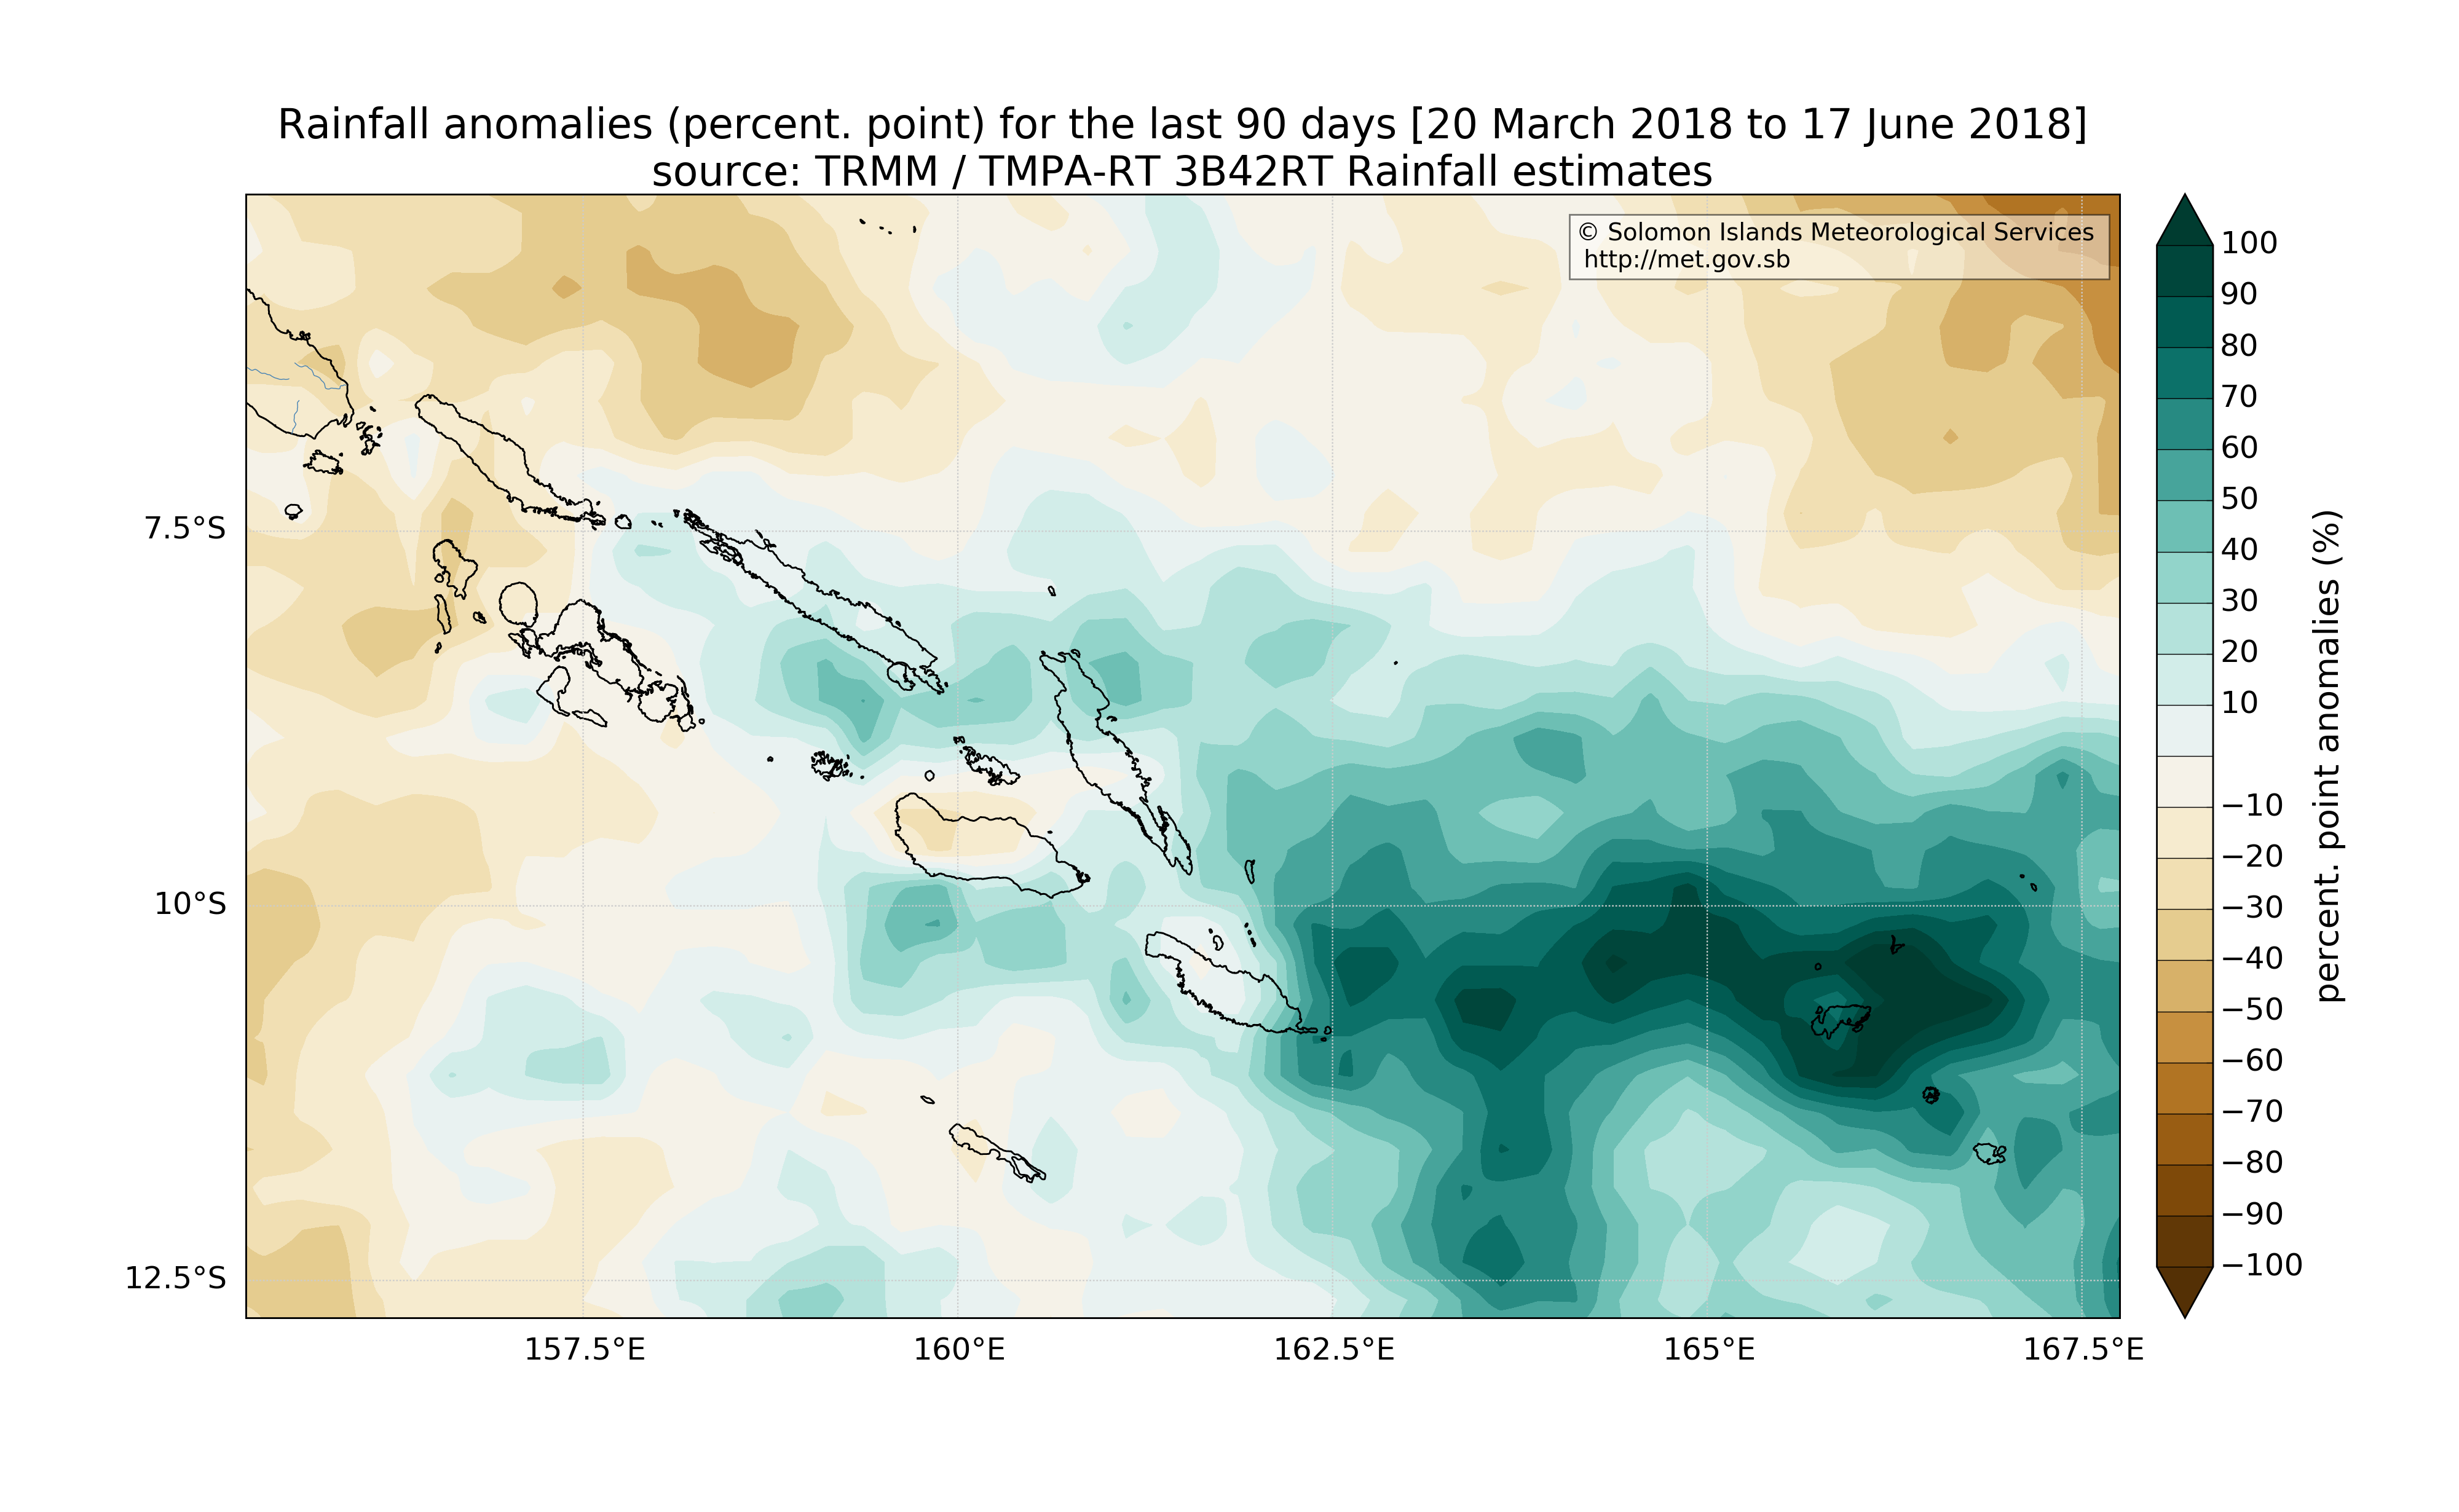 Rainfall anomalies (percent. point) for the last 90 days [20 March 2018 to 17 June 2018]
source: TRMM / TMPA-RT 3B42RT Rainfall estimates
© Solomon Islands Meteorological Services
http://met.gov.sb
7.5°S
10°S
12.5°S
157.5°E
160°E
162.5°E
165°E
167.5°E
100
90
80
70
60
50
40
30
20
10
−10
−20
−30
−40
−50
−60
−70
−80
−90
−100
percent. point anomalies (%)